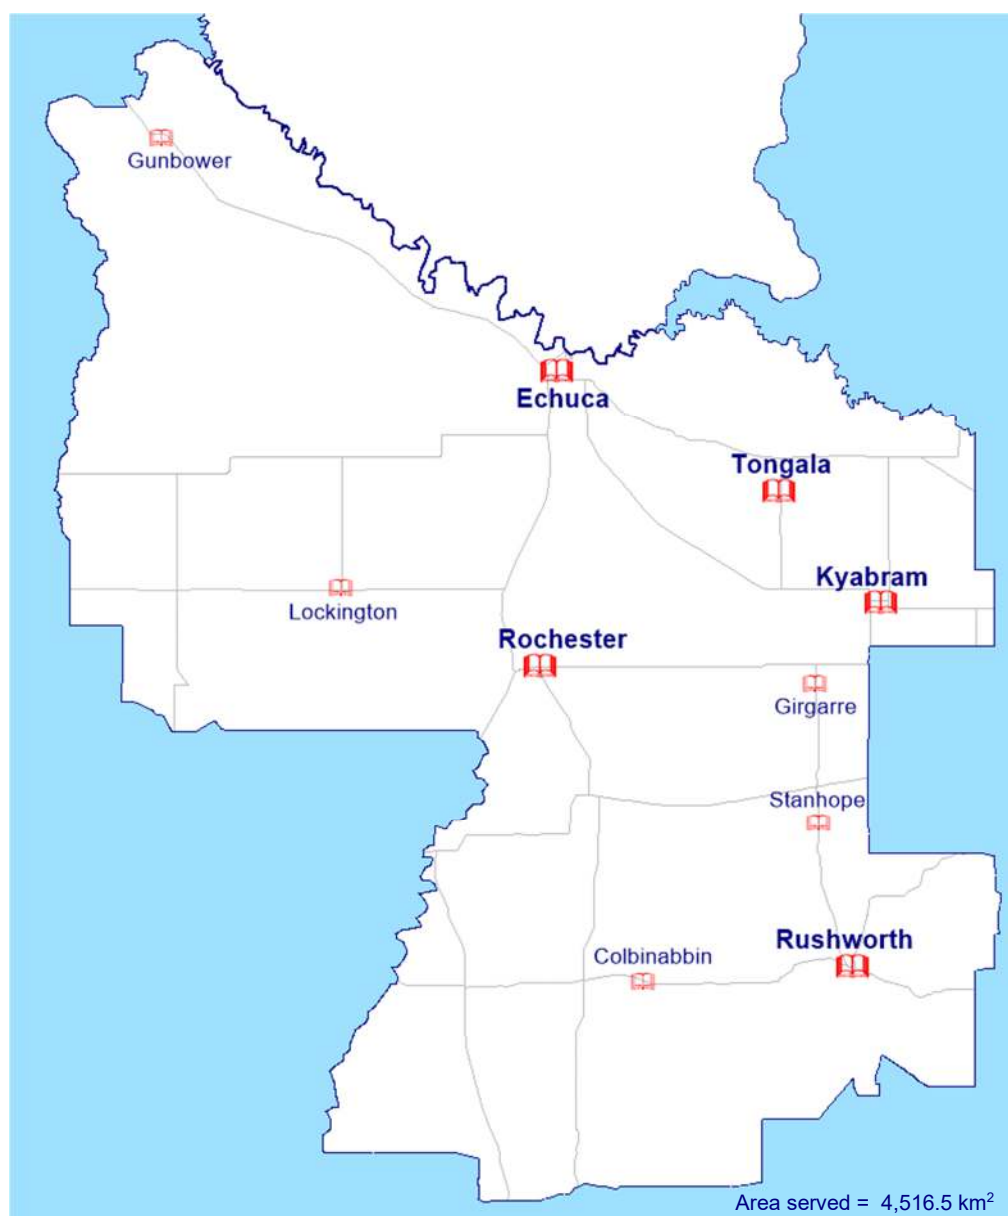 Gunbower
Echuca
Tongala
Kyabram
Lockington
Rochester
Girgarre
Stanhope
Rushworth
Colbinabbin
Area served = 4,516.5 km²